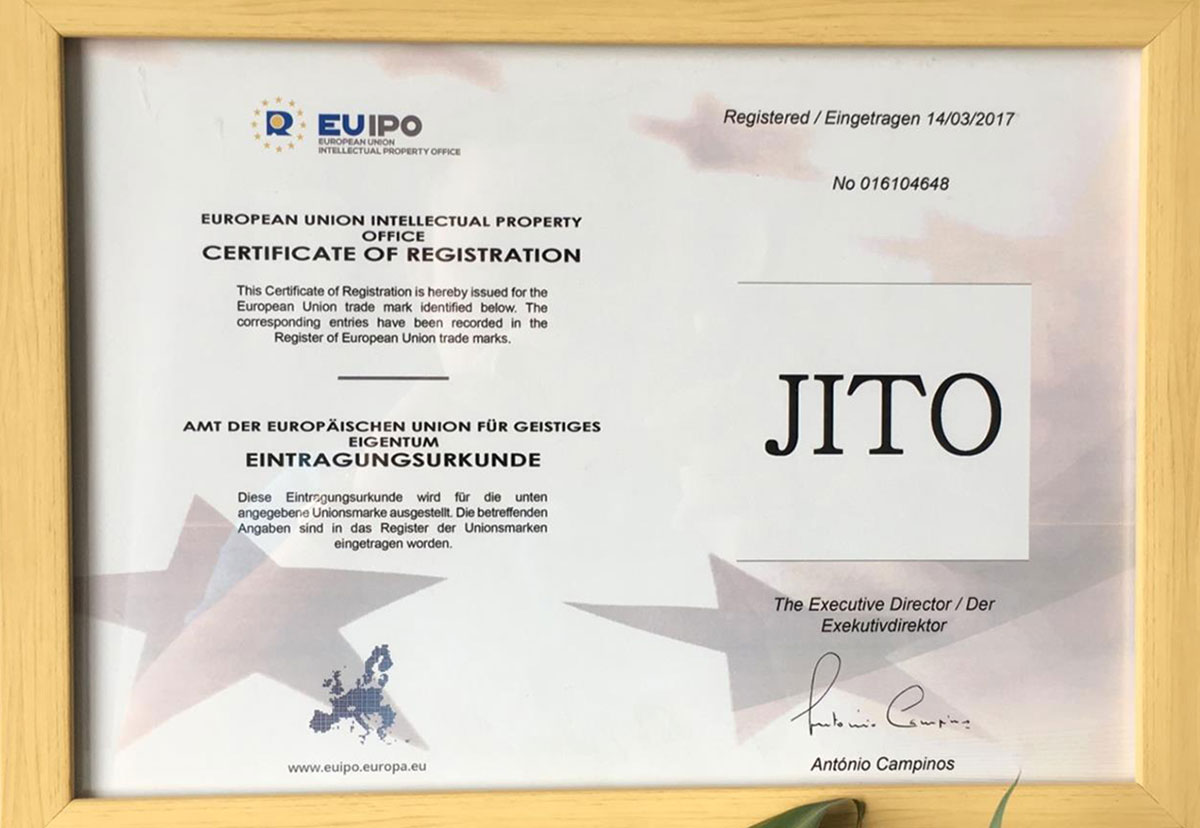 EUIPO
EUROPEAN UNION
INTELLECTUAL PROPERTY OFFICE
EUROPEAN UNION INTELLECTUAL PROPERTY
OFFICE
CERTIFICATE OF REGISTRATION
This Certificate of Registration is hereby issued for the
European Union trade mark identified below. The
corresponding entries have been recorded in the
Register of European Union trade marks.
AMT DER EUROPÄISCHEN UNION FÜR GEISTIGES
EIGENTUM
EINTRAGUNGSURKUNDE
Diese Eintragungsurkunde wird für die unten
angegebene Unionsmarke ausgestellt. Die betreffenden
Angaben sind in das Register der Unionsmarken
eingetragen worden.
www.euipo.europa.eu
Registered / Eingetragen 14/03/2017
No 016104648
JITO
The Executive Director / Der
Exekutivdirektor
António Campinos
António Campinos